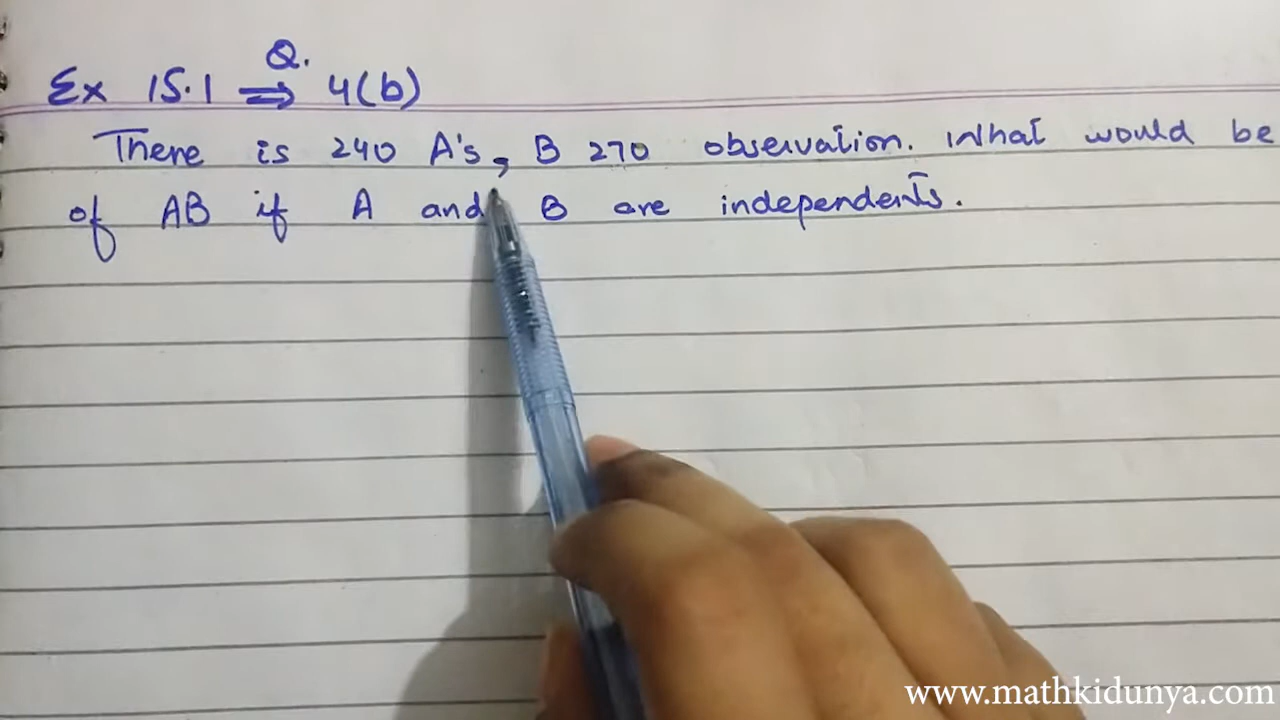 Q.
Ex 15.1 ⇒ 4(b)
There is 240 A's, B 270 observation. What would be
of AB if A and B are independents.
www.mathkidunya.com